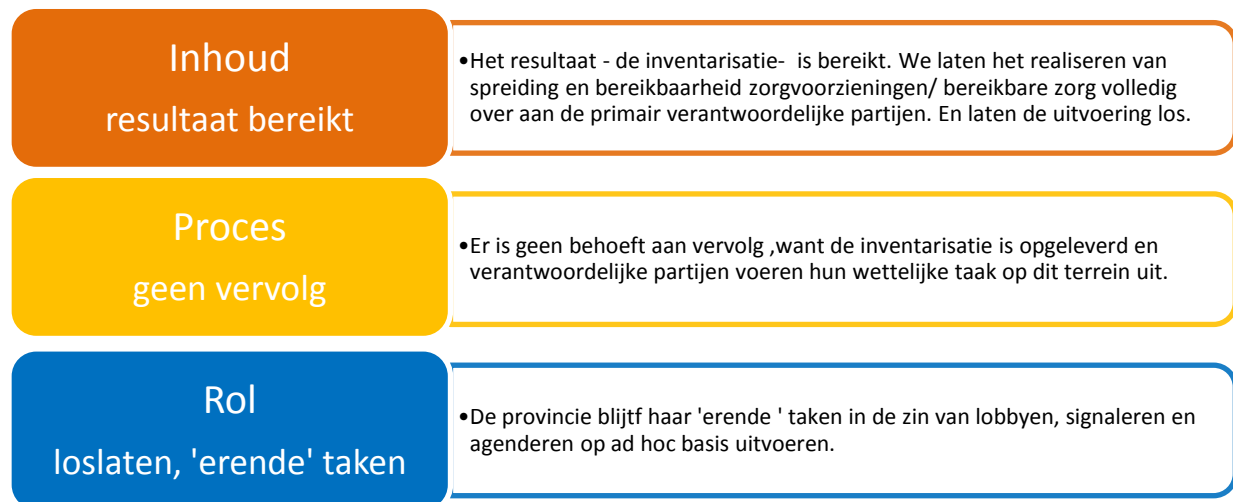 Inhoud
resultaat bereikt
•Het resultaat - de inventarisatie- is bereikt. We laten het realiseren van
spreiding en bereikbaarheid zorgvoorzieningen/ bereikbare zorg volledig
over aan de primair verantwoordelijke partijen. En laten de uitvoering los.
Proces
geen vervolg
•Er is geen behoeft aan vervolg ,want de inventarisatie is opgeleverd en
verantwoordelijke partijen voeren hun wettelijke taak op dit terrein uit.
Rol
loslaten, 'erende' taken
•De provincie blijtf haar 'erende ' taken in de zin van lobbyen, signaleren en
agenderen op ad hoc basis uitvoeren.